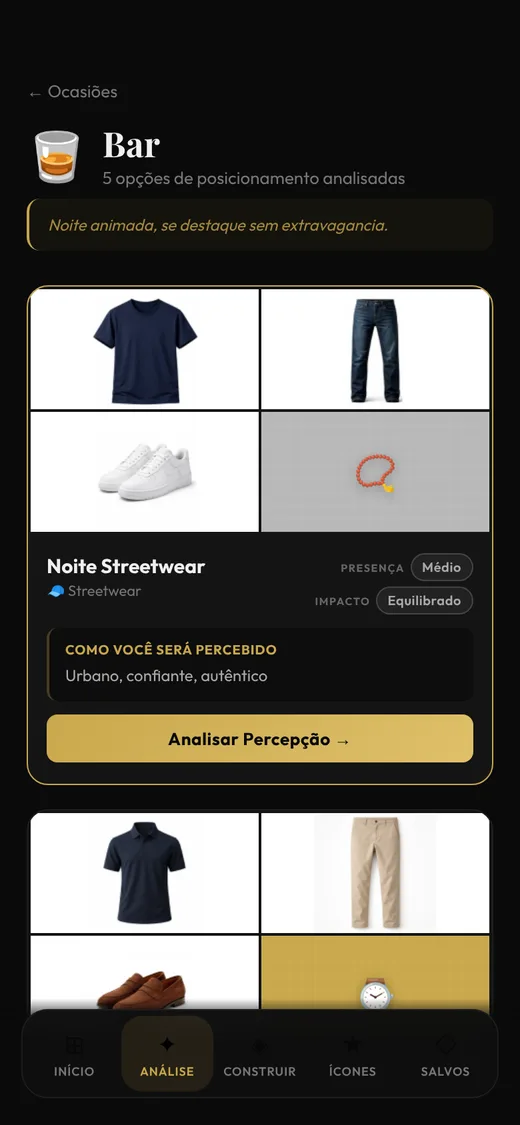 ← Ocasiões
Bar
5 opções de posicionamento analisadas
Noite animada, se destaque sem extravagancia.
Noite Streetwear
PRESENÇA Médio
Streetwear
IMPACTO Equilibrado
COMO VOCÊ SERÁ PERCEBIDO
Urbano, confiante, autêntico
Analisar Percepção →
INÍCIO ANÁLISE CONSTRUIR ÍCONES SALVOS